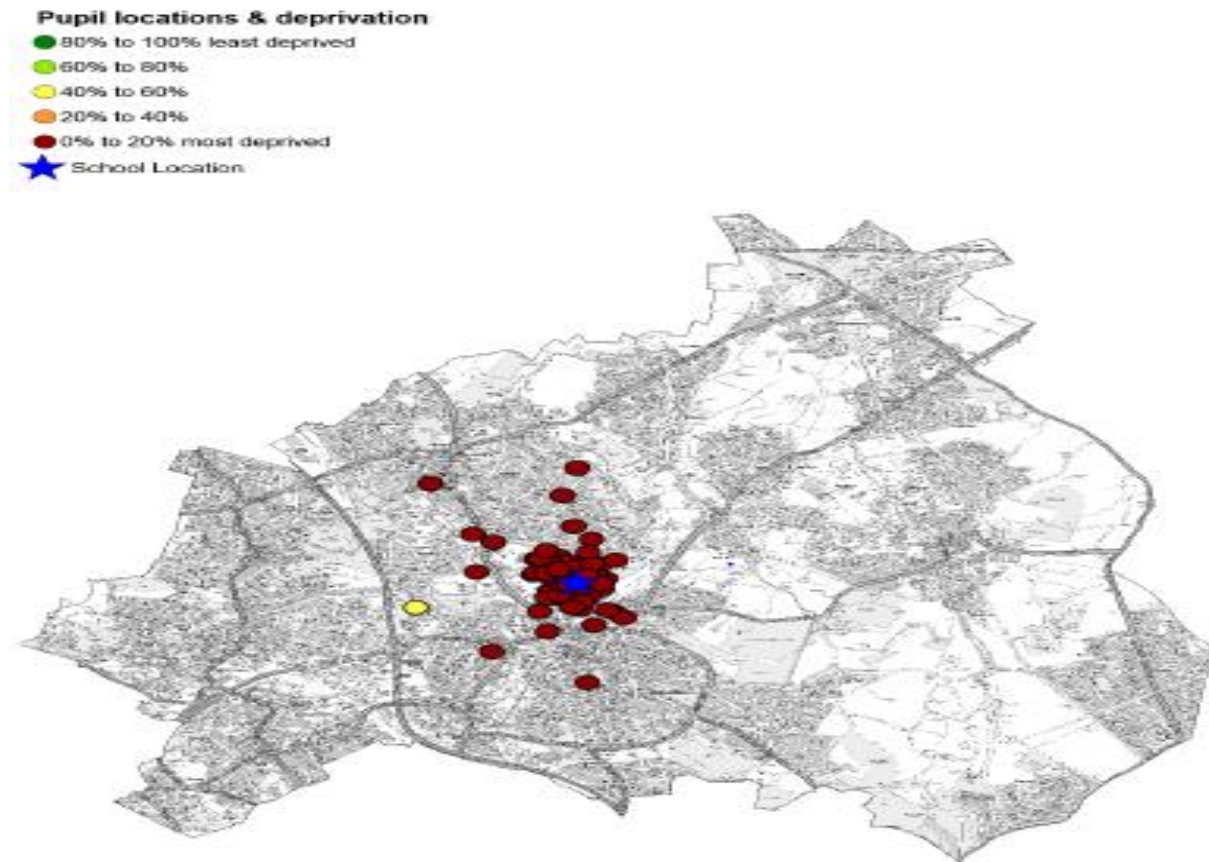 Pupil locations & deprivation
80% to 100% least deprived
60% to 80%
40% to 60%
20% to 40%
0% to 20% most deprived
School Location